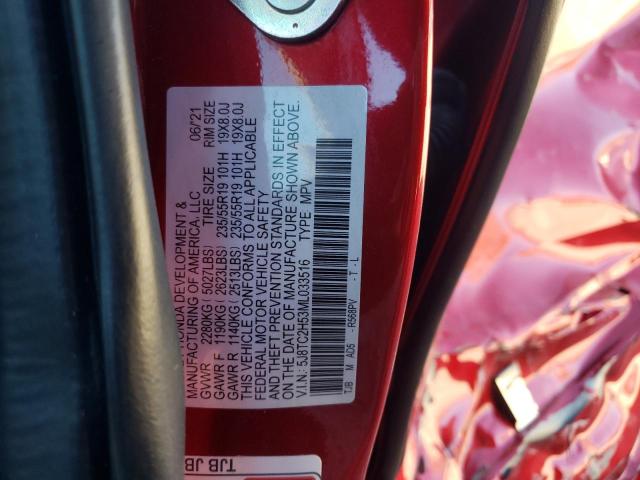 HONDA DEVELOPMENT & 06/21
MANUFACTURING OF AMERICA, LLC
TIRE SIZE RIM SIZE
GVWR 2280KG( 5027LBS)
GAWR F 1190KG( 2623LBS) 235/55R19 101H 19X8.0J
GAWR R 1140KG( 2513LBS) 235/55R19 101H 19X8.0J
THIS VEHICLE CONFORMS TO ALL APPLICABLE
FEDERAL MOTOR VEHICLE SAFETY
AND THEFT PREVENTION STANDARDS IN EFFECT
ON THE DATE OF MANUFACTURE SHOWN ABOVE.
V.I.N.: 5J8TC2H53ML033516 TYPE: MPV
TJB M AD5 - R568PV - T - L
TJB JB